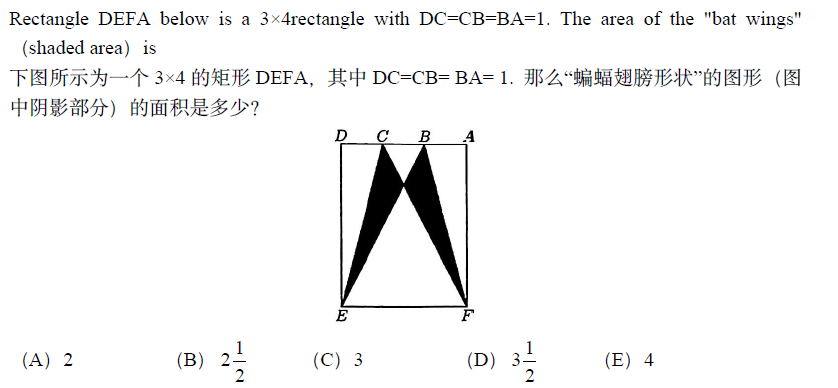 Rectangle DEFA below is a 3×4rectangle with DC=CB=BA=1. The area of the "bat wings"
（shaded area）is
下图所示为一个 3×4 的矩形 DEFA，其中 DC=CB= BA= 1. 那么“蝙蝠翅膀形状”的图形（图
中阴影部分）的面积是多少？
D C B A
E F
（A）2 （B）2 1/2 （C）3 （D）3 1/2 （E）4